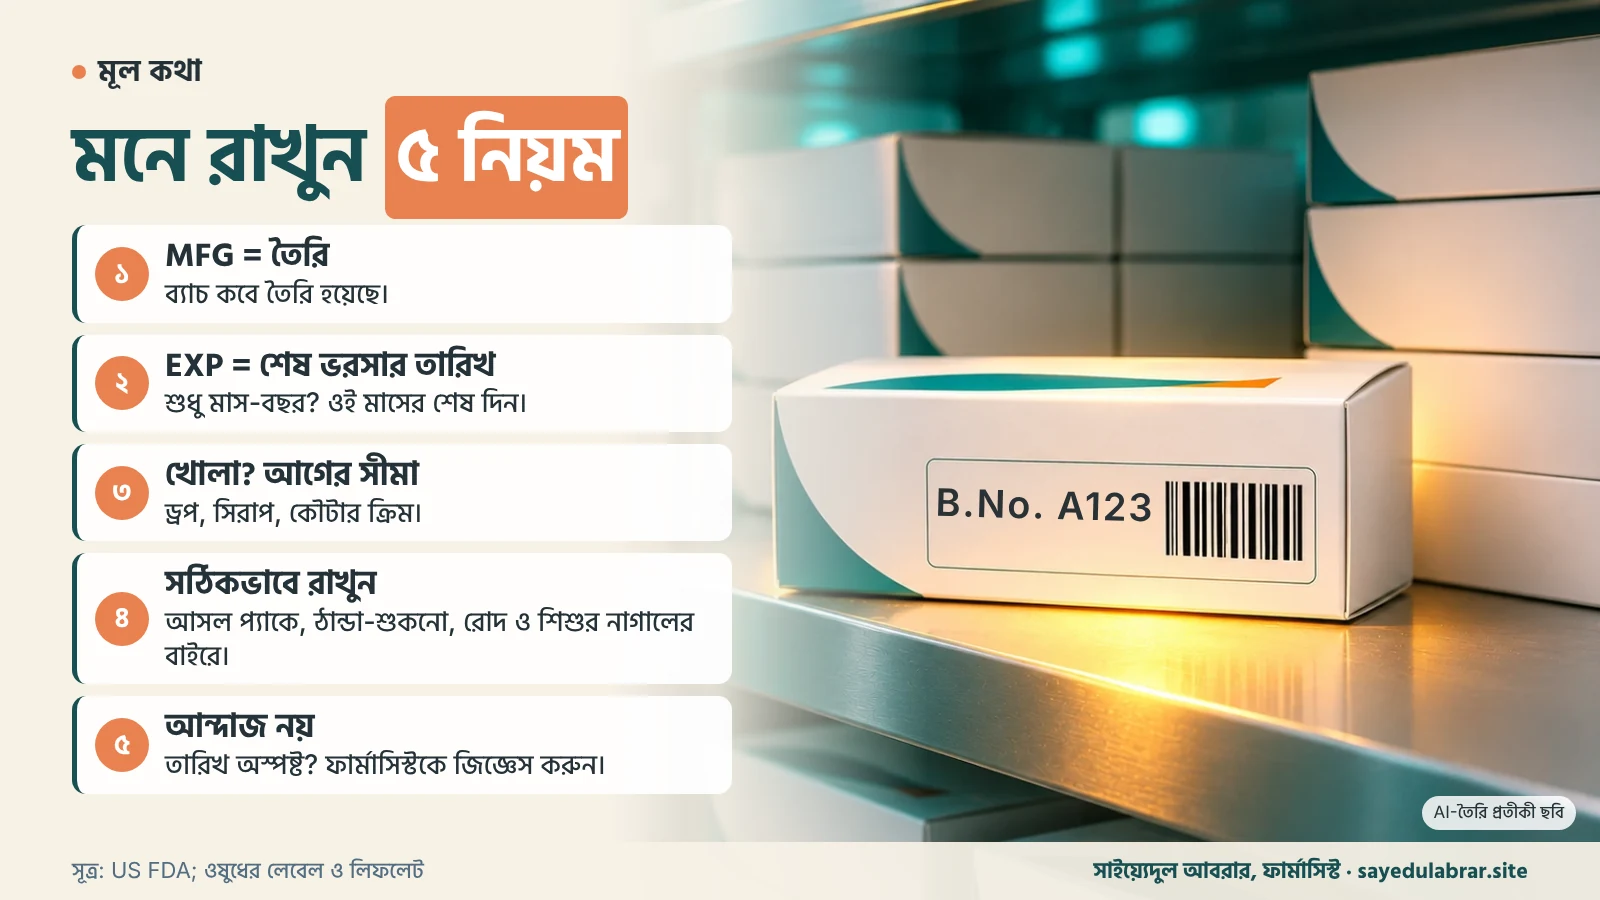 মূল কথা
মনে রাখুন ৫ নিয়ম
১
MFG = তৈরি
ব্যাচ কবে তৈরি হয়েছে।
২
EXP = শেষ ভরসার তারিখ
শুধু মাস-বছর? ওই মাসের শেষ দিন।
৩
খোলা? আগের সীমা
ড্রপ, সিরাপ, কৌটার ক্রিম।
৪
সঠিকভাবে রাখুন
আসল প্যাকে, ঠান্ডা-শুকনো, রোদ ও শিশুর নাগালের
বাইরে।
৫
আন্দাজ নয়
তারিখ অস্পষ্ট? ফার্মাসিস্টকে জিজ্ঞেস করুন।
B.No. A123
AI-তৈরি প্রতীকী ছবি
সূত্র: US FDA; ওষুধের লেবেল ও লিফলেট
সাইয়্যেদুল আবরার, ফার্মাসিস্ট · sayedulabrar.site